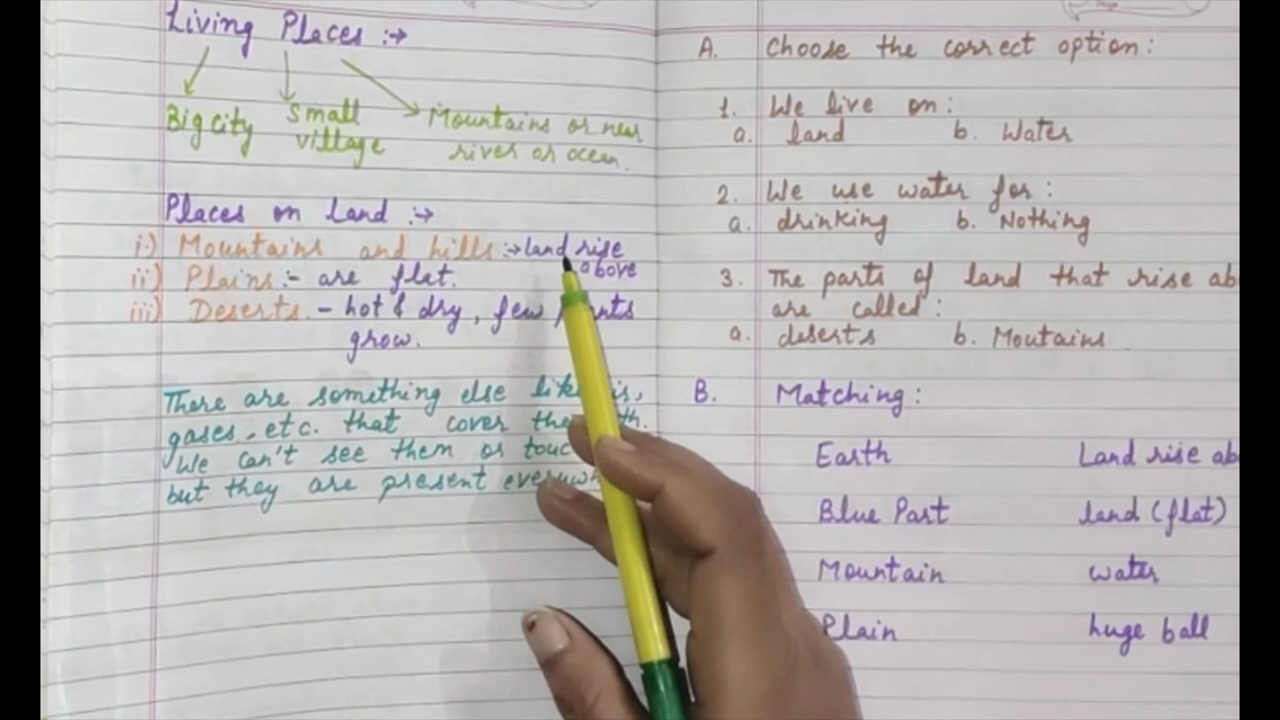 Living Places :→
Big city
Small village
Mountains or near
river or ocean.
Places on land :→
i.) Mountains and hills :→ land rise
above
ii) Plains :- are flat.
iii) Deserts. - hot & dry, few
grow.
There are something else
gases, etc. that cover
We can't see them or
but they are present
A. Choose the correct option:
1. We live on:
a. land b. Water
2. We use water for:
a. drinking b. Nothing
3. The parts of land that rise
are called:
a. deserts b. Moutains
B. Matching:
Earth Land rise
Blue Part land (flat)
Mountain water
Plain huge ball